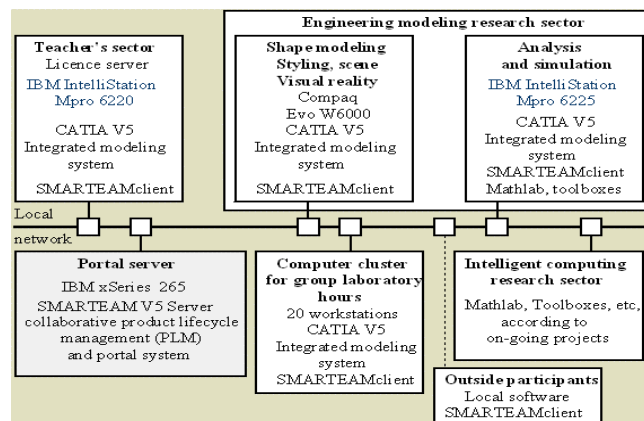 Engineering modeling research sector
Teacher's sector
Licence server
IBM IntelliStation
Mpro 6220
CATIA V5
Integrated modeling
system
SMARTEAMclient
Shape modeling
Styling, scene
Visual reality
Compaq
Evo W6000
CATIA V5
Integrated modeling
system
SMARTEAMclient
Analysis
and simulation
IBM IntelliStation
Mpro 6225
CATIA V5
Integrated modeling
system
SMARTEAMclient
Mathlab, toolboxes
Local
network
Portal server
IBM xSeries 265
SMARTEAM V5 Server
collaborative product lifecycle
management (PLM)
and portal system
Computer cluster
for group laboratory
hours
20 workstations
CATIA V5
Integrated modeling
system
SMARTEAMclient
Intelligent computing
research sector
Mathlab, Toolboxes, etc,
according to
on-going projects
Outside participants
Local software
SMARTEAMclient